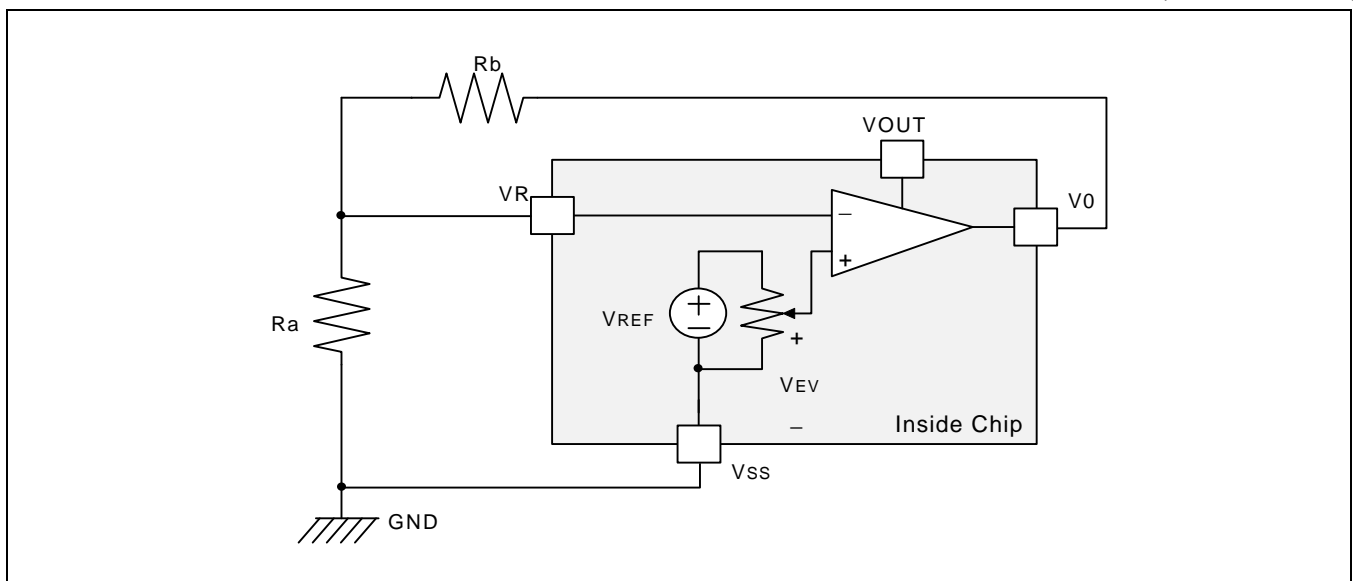 Rb
VOUT
VR
V0
−
+
Ra
VREF
+
−
+
VEV
−
Inside Chip
VSS
GND